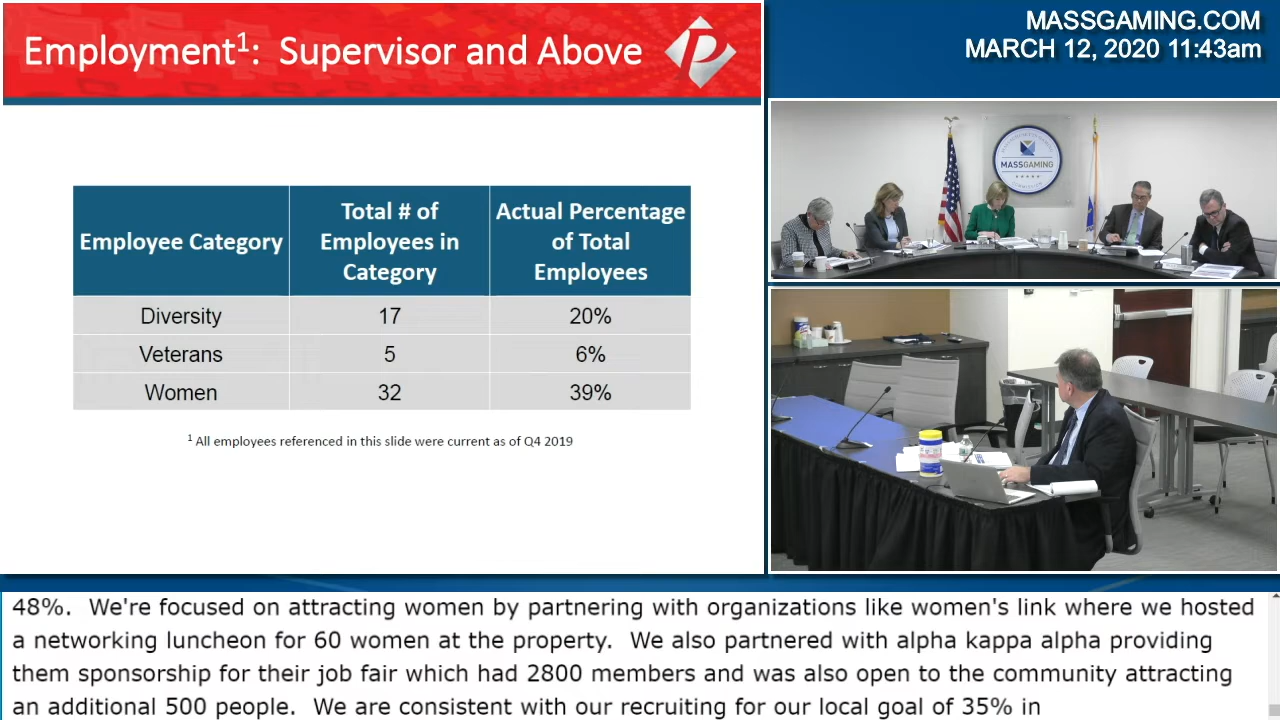 Employment1: Supervisor and Above
MASSGAMING.COM
MARCH 12, 2020 11:43am
Employee Category
Total # of
Employees in
Category
Actual Percentage
of Total
Employees
Diversity 17 20%
Veterans 5 6%
Women 32 39%
1 All employees referenced in this slide were current as of Q4 2019
MASSGAMING
48%. We're focused on attracting women by partnering with organizations like women's link where we hosted
a networking luncheon for 60 women at the property. We also partnered with alpha kappa alpha providing
them sponsorship for their job fair which had 2800 members and was also open to the community attracting
an additional 500 people. We are consistent with our recruiting for our local goal of 35% in